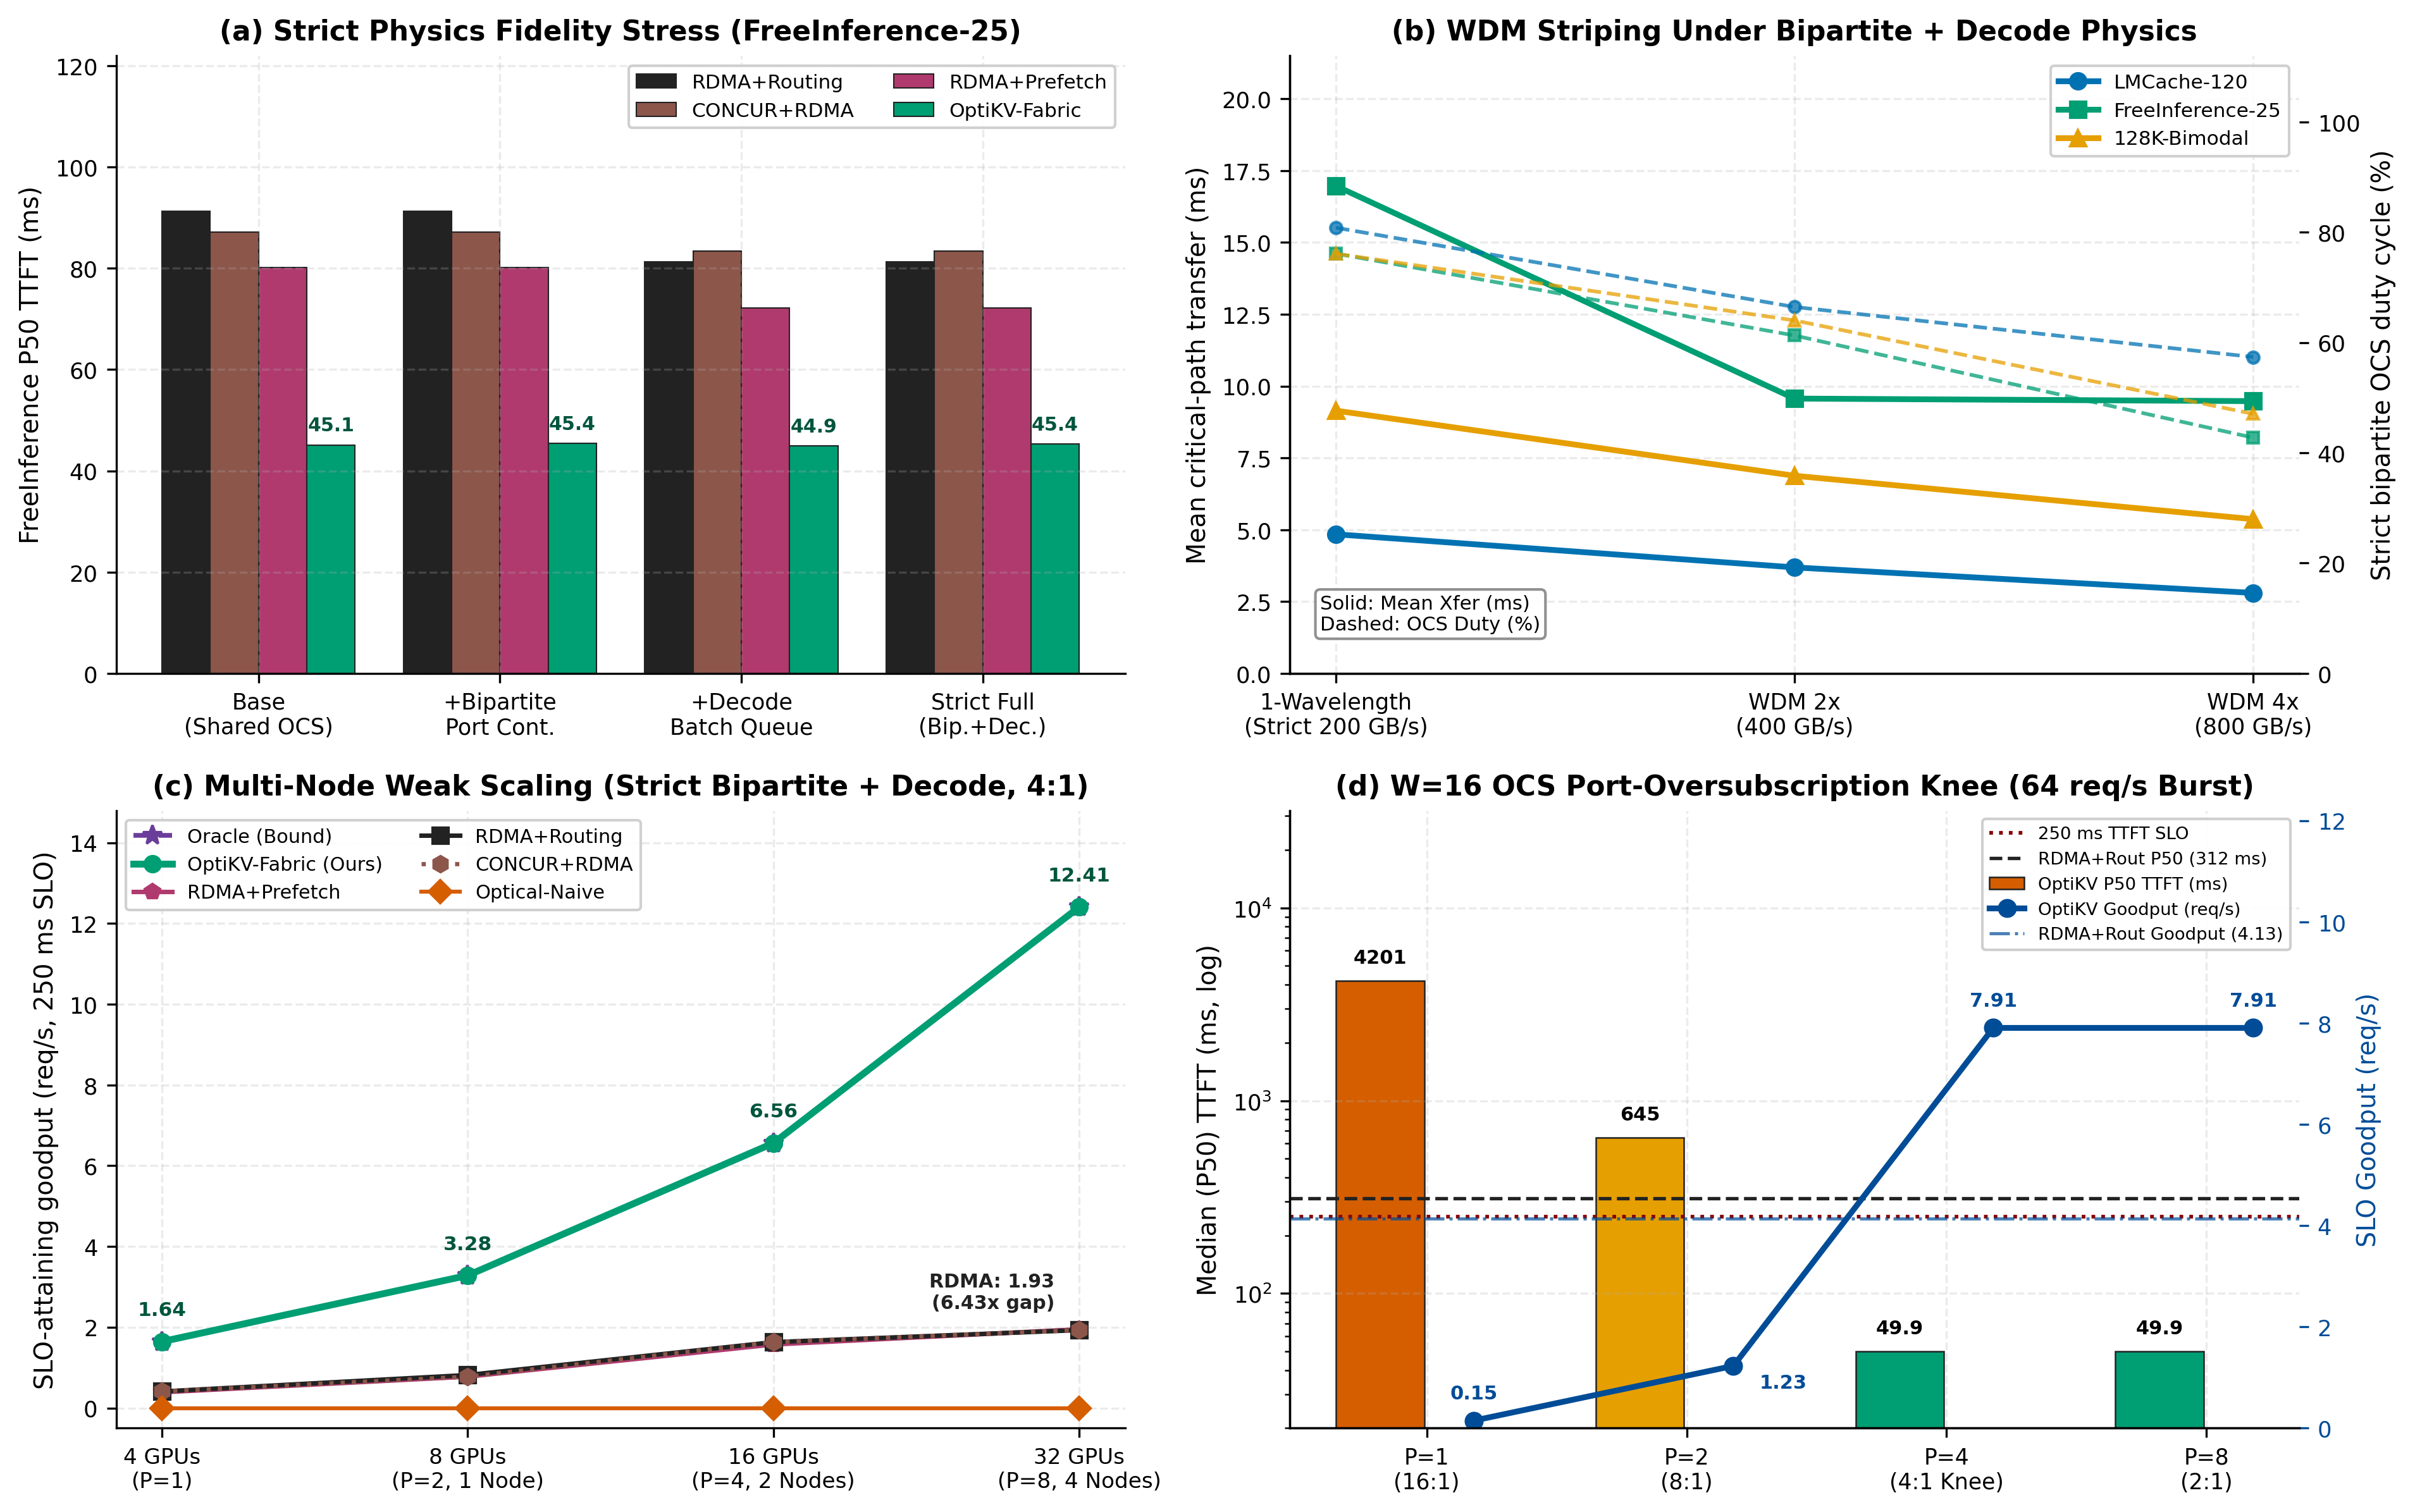 (a) Strict Physics Fidelity Stress (FreeInference-25)
FreeInference P50 TTFT (ms)
120
100
80
60
40
20
0
RDMA+Routing
CONCUR+RDMA
RDMA+Prefetch
OptiKV-Fabric
45.1
45.4
44.9
45.4
Base
(Shared OCS)
+Bipartite
Port Cont.
+Decode
Batch Queue
Strict Full
(Bip.+Dec.)
(b) WDM Striping Under Bipartite + Decode Physics
Mean critical-path transfer (ms)
20.0
17.5
15.0
12.5
10.0
7.5
5.0
2.5
0.0
LMCache-120
FreeInference-25
128K-Bimodal
Solid: Mean Xfer (ms)
Dashed: OCS Duty (%)
100
80
60
40
20
0
Strict bipartite OCS duty cycle (%)
1-Wavelength
(Strict 200 GB/s)
WDM 2x
(400 GB/s)
WDM 4x
(800 GB/s)
(c) Multi-Node Weak Scaling (Strict Bipartite + Decode, 4:1)
SLO-attaining goodput (req/s, 250 ms SLO)
14
12
10
8
6
4
2
0
Oracle (Bound)
OptiKV-Fabric (Ours)
RDMA+Prefetch
RDMA+Routing
CONCUR+RDMA
Optical-Naive
1.64
3.28
6.56
12.41
RDMA: 1.93
(6.43x gap)
4 GPUs
(P=1)
8 GPUs
(P=2, 1 Node)
16 GPUs
(P=4, 2 Nodes)
32 GPUs
(P=8, 4 Nodes)
(d) W=16 OCS Port-Oversubscription Knee (64 req/s Burst)
Median (P50) TTFT (ms, log)
10⁴
10³
10²
250 ms TTFT SLO
RDMA+Rout P50 (312 ms)
OptiKV P50 TTFT (ms)
OptiKV Goodput (req/s)
RDMA+Rout Goodput (4.13)
4201
645
49.9
49.9
0.15
1.23
7.91
7.91
12
10
8
6
4
2
0
SLO Goodput (req/s)
P=1
(16:1)
P=2
(8:1)
P=4
(4:1 Knee)
P=8
(2:1)